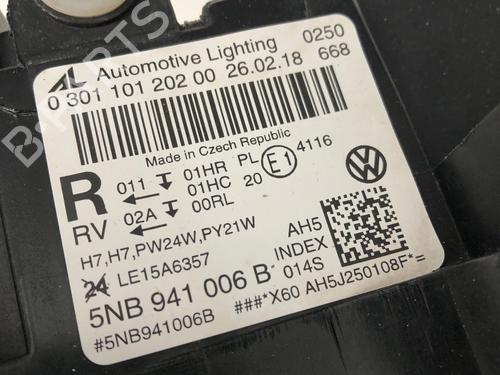 AL Automotive Lighting 0250
0 301 101 202 00 26.02.18 668
Made in Czech Republic
R 011 01HR PL E1 4116
01HC 20
RV 02A 00RL
H7,H7,PW24W,PY21W
24 LE15A6357 AH5
5NB 941 006 B INDEX 014S
#5NB941006B ###*X60 AH5J250108F*=
B-PARTS